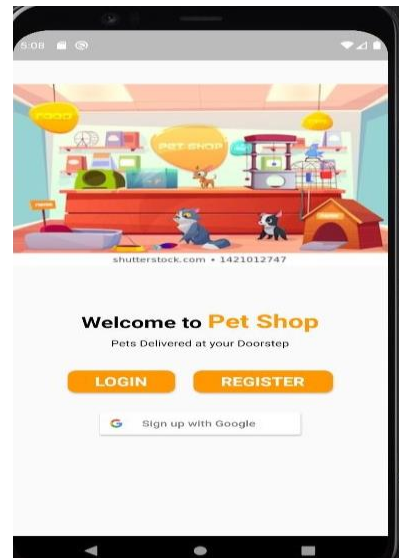 5:08
FOOD
PET SHOP
shutterstock.com • 1421012747
Welcome to Pet Shop
Pets Delivered at your Doorstep
LOGIN REGISTER
G Sign up with Google